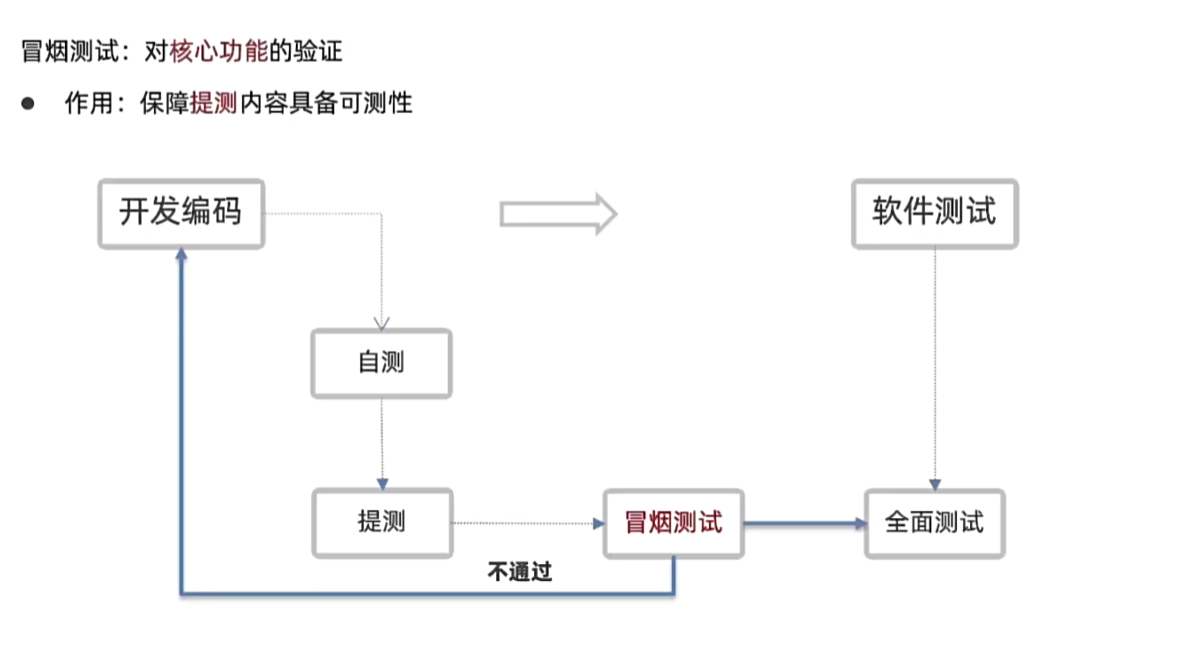 冒烟测试：对核心功能的验证
● 作用：保障提测内容具备可测性
开发编码
软件测试
自测
提测
冒烟测试
全面测试
不通过